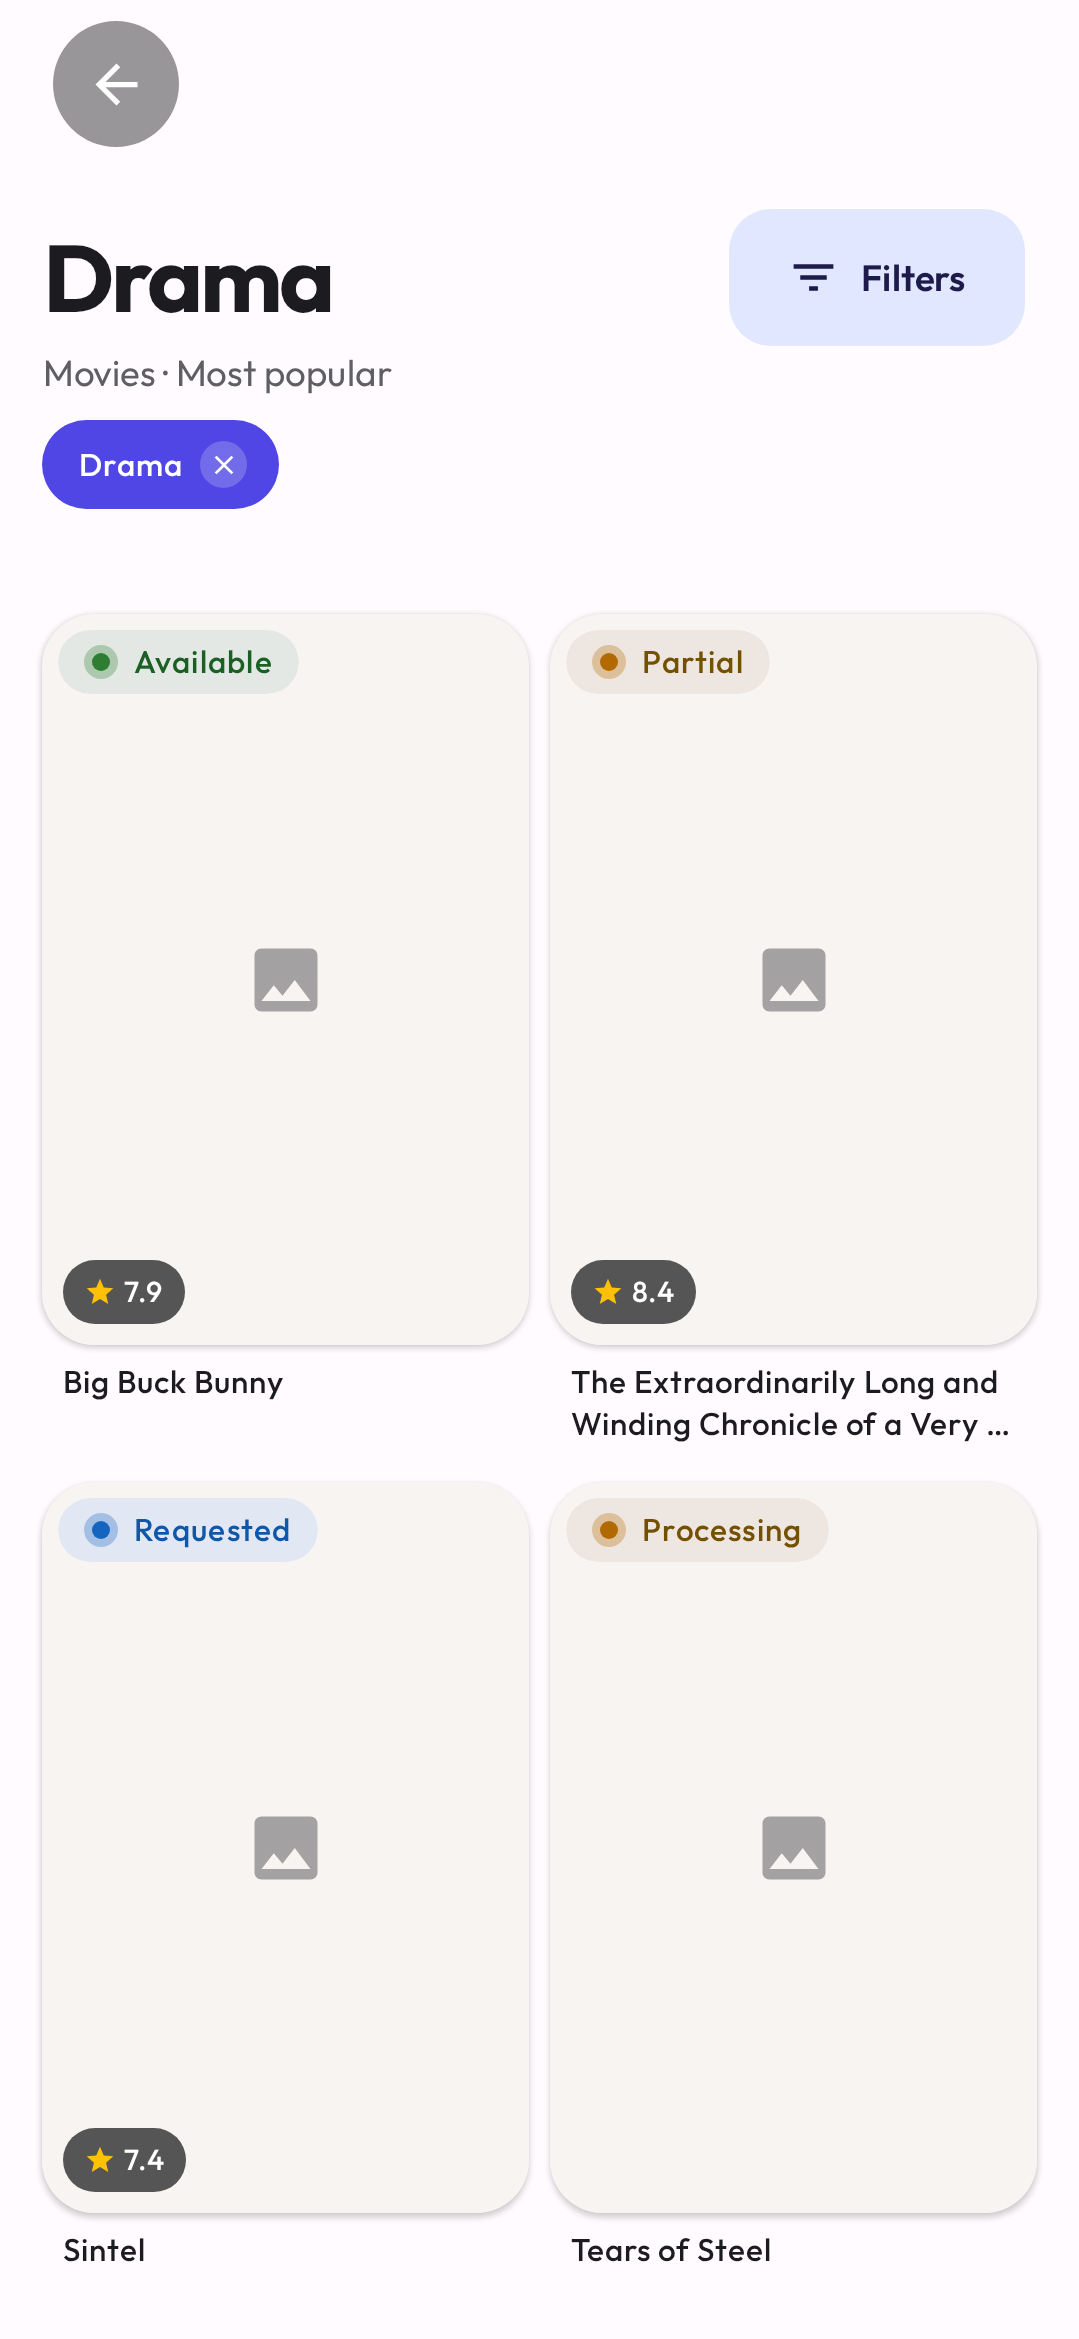 Drama
Filters
Movies · Most popular
Drama
Available
Partial
7.9
8.4
Big Buck Bunny
The Extraordinarily Long and
Winding Chronicle of a Very ...
Requested
Processing
7.4
Sintel
Tears of Steel